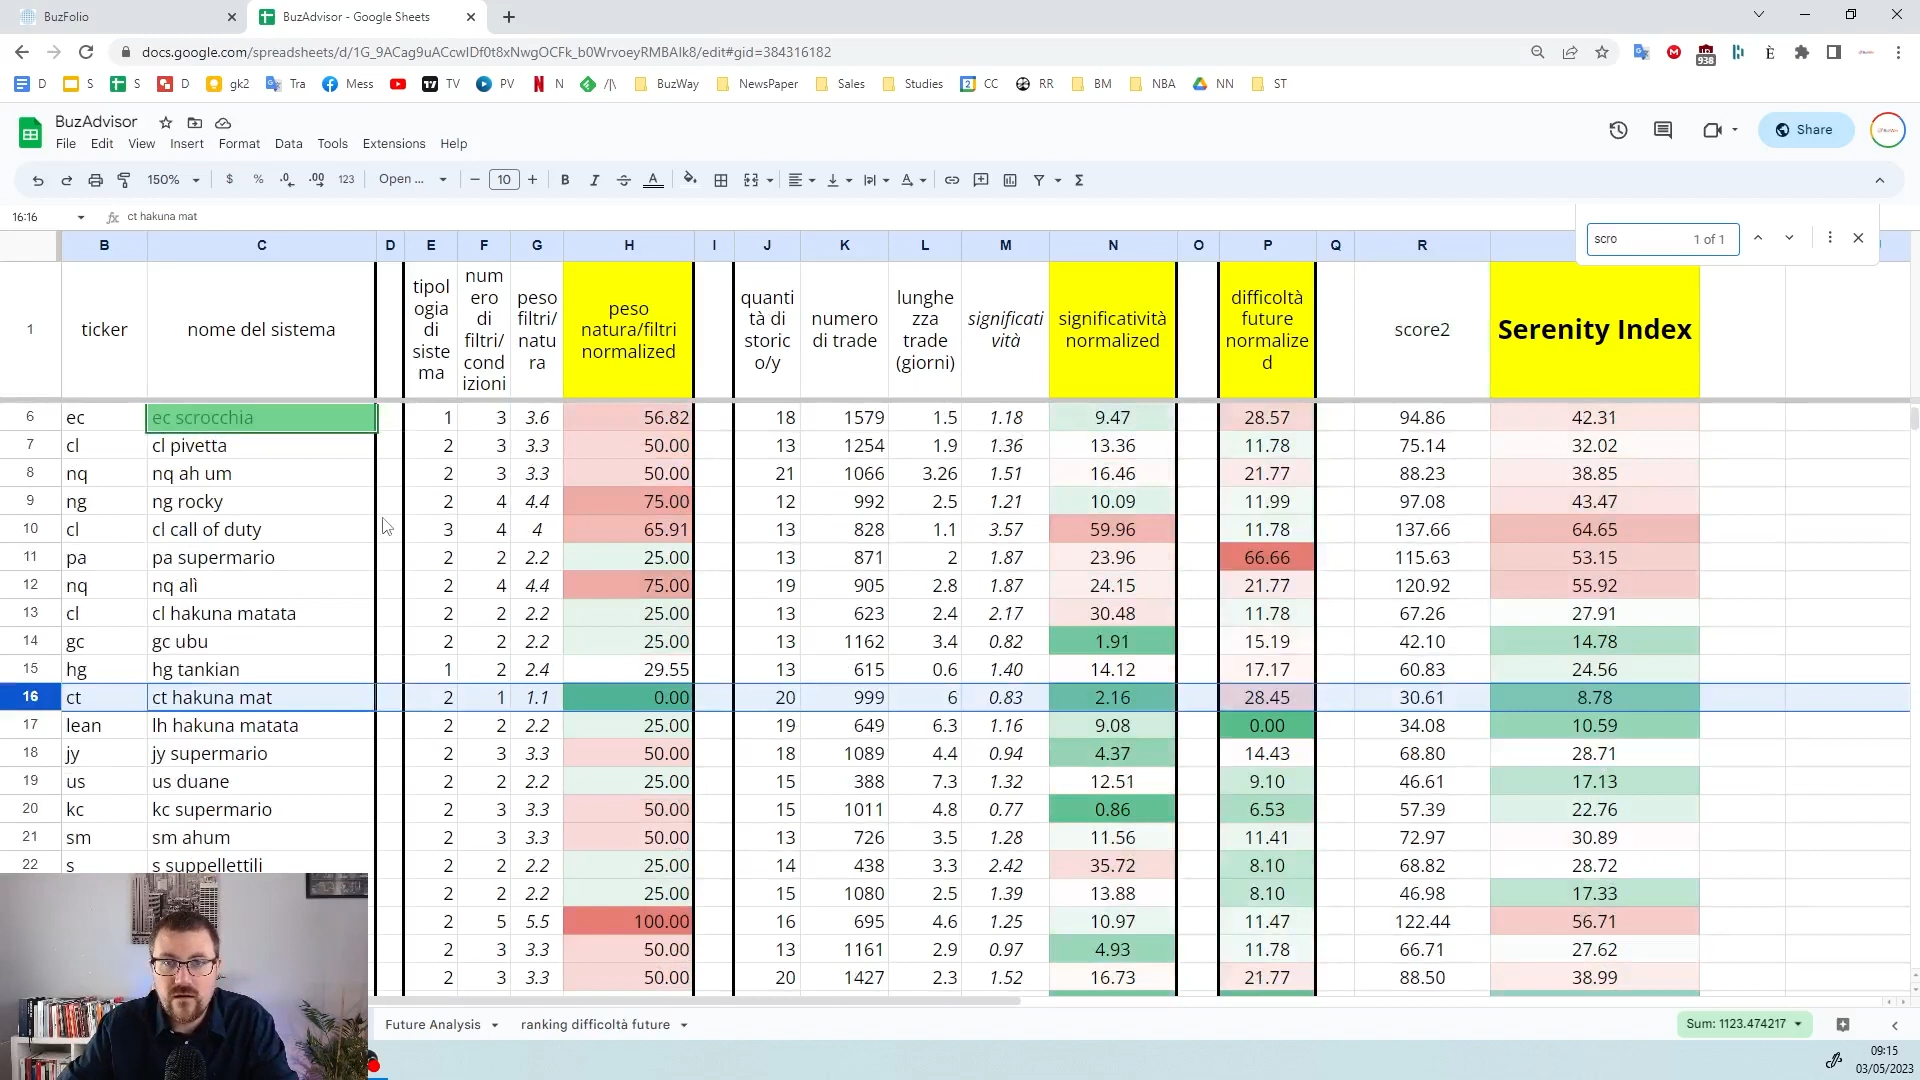 BuzFolio
BuzAdvisor - Google Sheets
docs.google.com/spreadsheets/d/1G_9ACag9uACcwIDf0t8xNwgOCFk_b0WrvoeyRMBAIk8/edit#gid=384316182
938
D S S D gk2 Tra Mess TV PV N /|\ BuzWay NewsPaper Sales Studies CC RR BM NBA NN ST
BuzAdvisor
File Edit View Insert Format Data Tools Extensions Help
Share
150% $ % .0 .00 123 Open ... 10 B I
16:16 ct hakuna mat
scro 1 of 1
B C D E F G H I J K L M N O P Q R
1 ticker nome del sistema tipologia di sistema numero di filtri/condizioni peso filtri/natura peso natura/filtri normalized quantità di storico/y numero di trade lunghezza trade (giorni) significatività significatività normalized difficoltà future normalized score2 Serenity Index
6 ec ec scrocchia 1 3 3.6 56.82 18 1579 1.5 1.18 9.47 28.57 94.86 42.31
7 cl cl pivetta 2 3 3.3 50.00 13 1254 1.9 1.36 13.36 11.78 75.14 32.02
8 nq nq ah um 2 3 3.3 50.00 21 1066 3.26 1.51 16.46 21.77 88.23 38.85
9 ng ng rocky 2 4 4.4 75.00 12 992 2.5 1.21 10.09 11.99 97.08 43.47
10 cl cl call of duty 3 4 4 65.91 13 828 1.1 3.57 59.96 11.78 137.66 64.65
11 pa pa supermario 2 2 2.2 25.00 13 871 2 1.87 23.96 66.66 115.63 53.15
12 nq nq alì 2 4 4.4 75.00 19 905 2.8 1.87 24.15 21.77 120.92 55.92
13 cl cl hakuna matata 2 2 2.2 25.00 13 623 2.4 2.17 30.48 11.78 67.26 27.91
14 gc gc ubu 2 2 2.2 25.00 13 1162 3.4 0.82 1.91 15.19 42.10 14.78
15 hg hg tankian 1 2 2.4 29.55 13 615 0.6 1.40 14.12 17.17 60.83 24.56
16 ct ct hakuna mat 2 1 1.1 0.00 20 999 6 0.83 2.16 28.45 30.61 8.78
17 lean lh hakuna matata 2 2 2.2 25.00 19 649 6.3 1.16 9.08 0.00 34.08 10.59
18 jy jy supermario 2 3 3.3 50.00 18 1089 4.4 0.94 4.37 14.43 68.80 28.71
19 us us duane 2 2 2.2 25.00 15 388 7.3 1.32 12.51 9.10 46.61 17.13
20 kc kc supermario 2 3 3.3 50.00 15 1011 4.8 0.77 0.86 6.53 57.39 22.76
21 sm sm ahum 2 3 3.3 50.00 13 726 3.5 1.28 11.56 11.41 72.97 30.89
22 s s suppellettili 2 2 2.2 25.00 14 438 3.3 2.42 35.72 8.10 68.82 28.72
2 2 2.2 25.00 15 1080 2.5 1.39 13.88 8.10 46.98 17.33
2 5 5.5 100.00 16 695 4.6 1.25 10.97 11.47 122.44 56.71
2 3 3.3 50.00 13 1161 2.9 0.97 4.93 11.78 66.71 27.62
2 3 3.3 50.00 20 1427 2.3 1.52 16.73 21.77 88.50 38.99
Future Analysis ranking difficoltà future
Sum: 1123.474217
09:15
03/05/2023